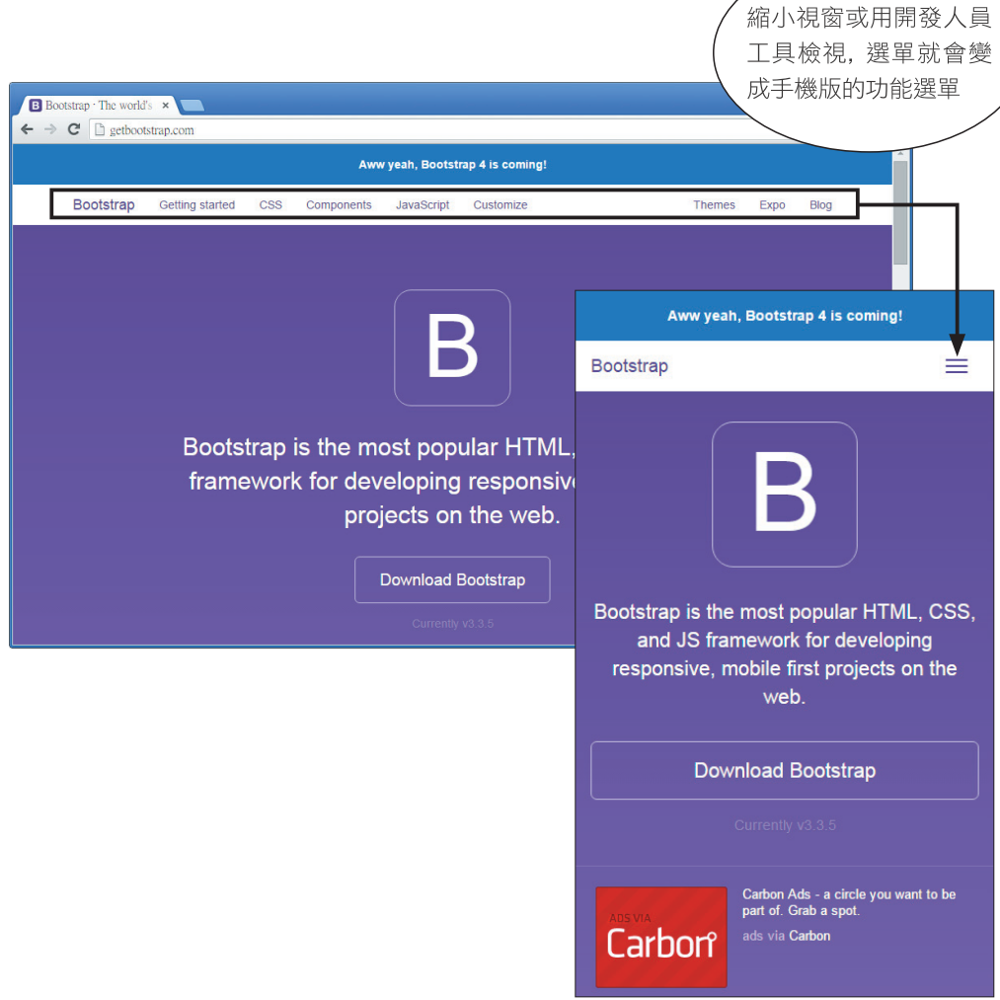 縮小視窗或用開發人員
工具檢視, 選單就會變
成手機版的功能選單
B Bootstrap · The world's
getbootstrap.com
Aww yeah, Bootstrap 4 is coming!
Bootstrap Getting started CSS Components JavaScript Customize Themes Expo Blog
B
Bootstrap is the most popular HTML,
framework for developing responsiv
projects on the web.
Download Bootstrap
Currently v3.3.5
Aww yeah, Bootstrap 4 is coming!
Bootstrap
B
Bootstrap is the most popular HTML, CSS,
and JS framework for developing
responsive, mobile first projects on the
web.
Download Bootstrap
Currently v3.3.5
ADS VIA
Carbon
Carbon Ads - a circle you want to be
part of. Grab a spot.
ads via Carbon